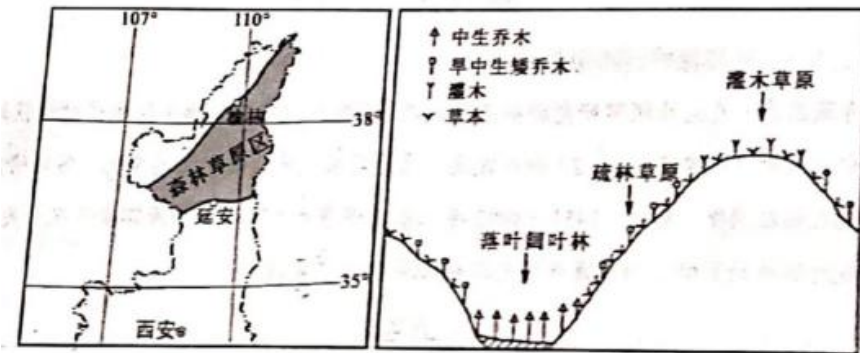 107°
110°
38°
森林草原区
延安
35°
西安
中生乔木
旱中生矮乔木
灌木
草本
灌木草原
疏林草原
落叶阔叶林